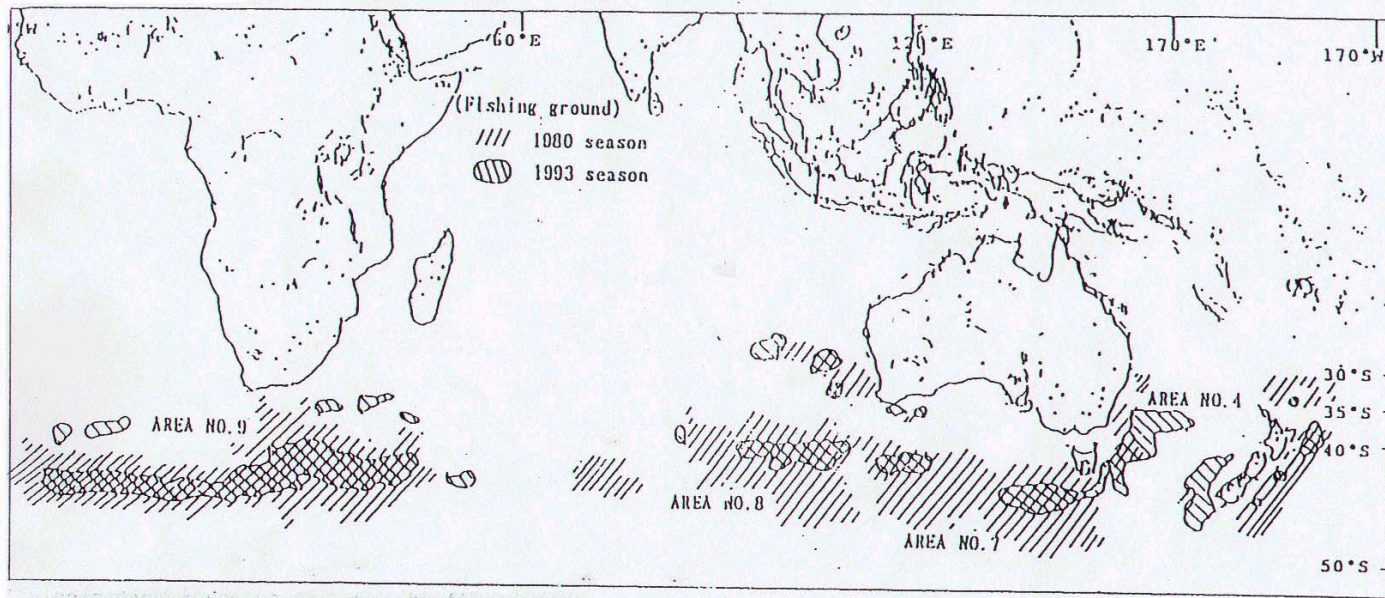 60°E
120°E
170°E
170°W
(Fishing ground)
1980 season
1993 season
30°S
AREA NO.4
35°S
AREA NO.9
40°S
AREA NO.8
AREA NO.7
50°S